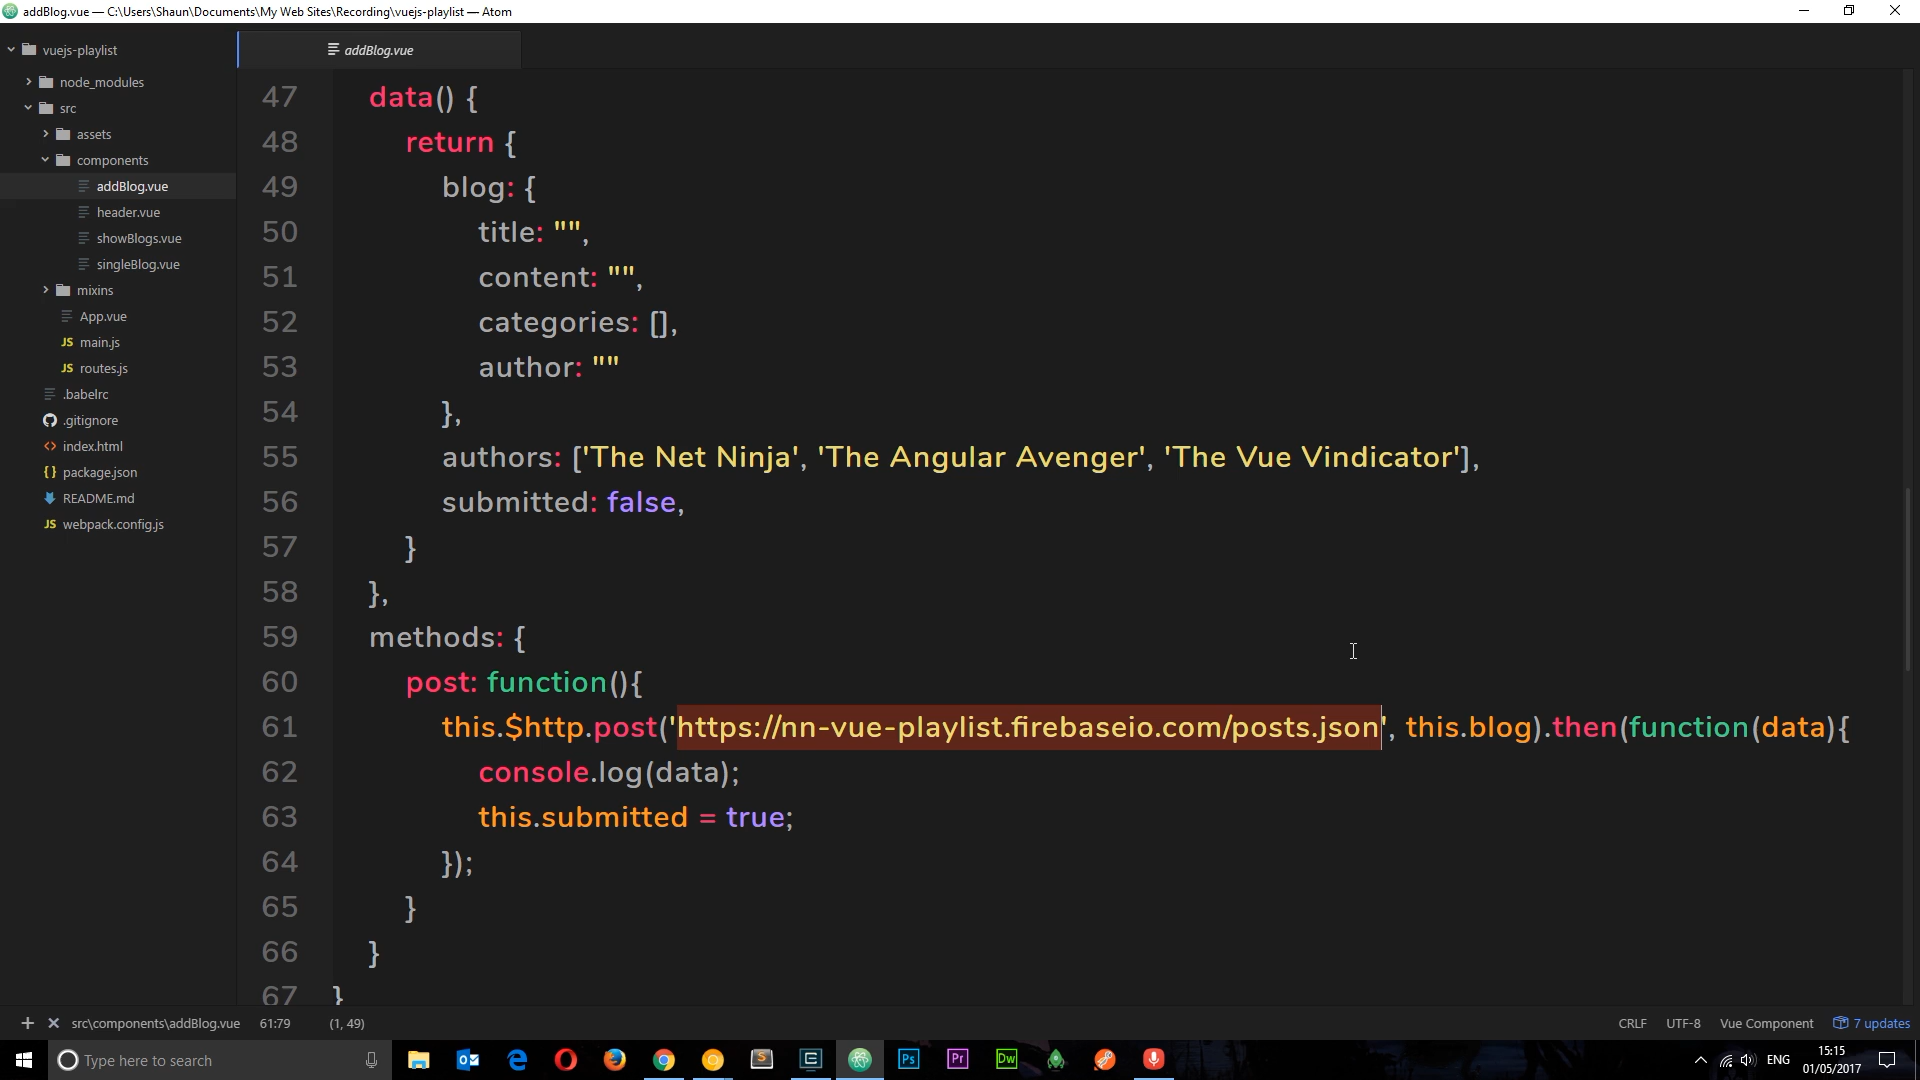 addBlog.vue — C:\Users\Shaun\Documents\My Web Sites\Recording\vuejs-playlist — Atom
vuejs-playlist
node_modules
src
assets
components
addBlog.vue
header.vue
showBlogs.vue
singleBlog.vue
mixins
App.vue
JS main.js
JS routes.js
.babelrc
.gitignore
<> index.html
{} package.json
README.md
JS webpack.config.js
addBlog.vue
47 data() {
48 return {
49 blog: {
50 title: "",
51 content: "",
52 categories: [],
53 author: ""
54 },
55 authors: ['The Net Ninja', 'The Angular Avenger', 'The Vue Vindicator'],
56 submitted: false,
57 }
58 },
59 methods: {
60 post: function(){
61 this.$http.post('https://nn-vue-playlist.firebaseio.com/posts.json', this.blog).then(function(data){
62 console.log(data);
63 this.submitted = true;
64 });
65 }
66 }
67 }
src\components\addBlog.vue 61:79 (1, 49) CRLF UTF-8 Vue Component 7 updates
Type here to search
Ps
Pr
Dw
ENG
15:15
01/05/2017